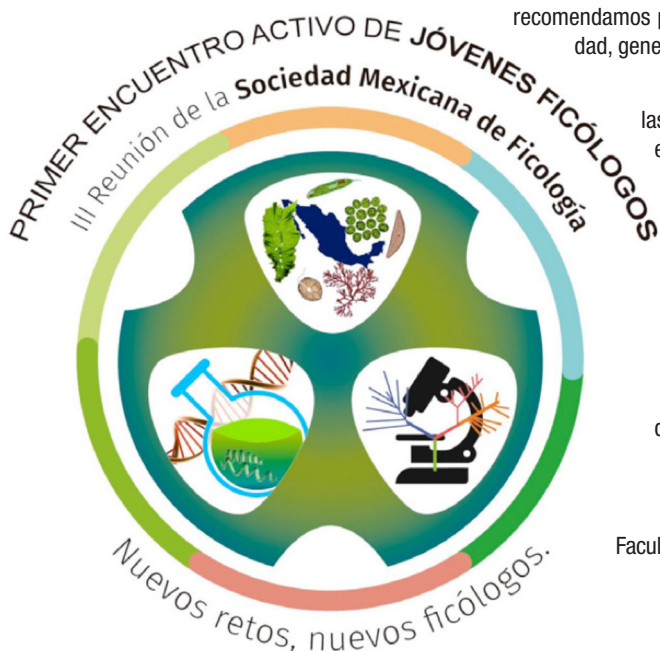 PRIMER ENCUENTRO ACTIVO DE JÓVENES FICÓLOGOS
III Reunión de la Sociedad Mexicana de Ficología
Nuevos retos, nuevos ficólogos.
recomendamos p
dad, gene
las
e
c
Facul